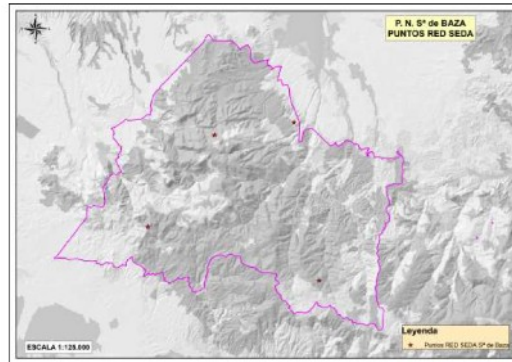 P. N. Sª de BAZA
PUNTOS RED SEDA
ESCALA 1:125.000
Leyenda
Puntos RED SEDA Sª de Baza